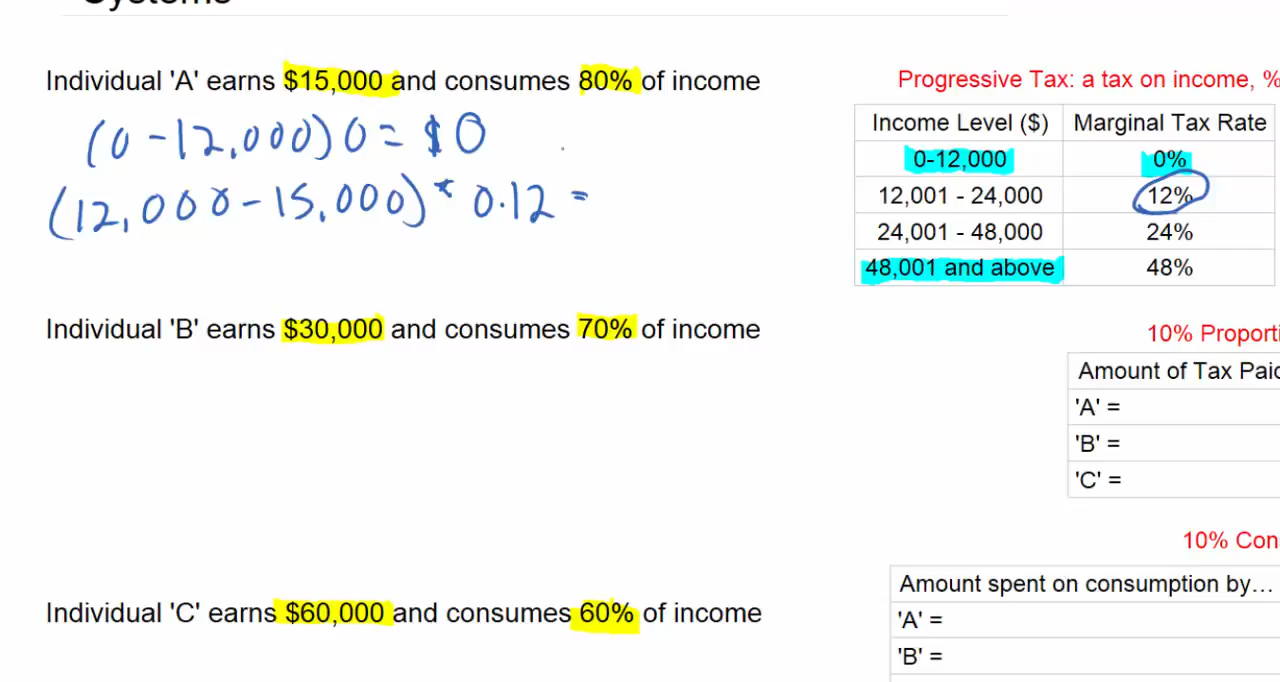 Systems
Individual 'A' earns $15,000 and consumes 80% of income
(0-12,000) 0 = $0
(12,000-15,000)* 0.12 =
Individual 'B' earns $30,000 and consumes 70% of income
Individual 'C' earns $60,000 and consumes 60% of income
Progressive Tax: a tax on income, %
Income Level ($) Marginal Tax Rate
0-12,000 0%
12,001 - 24,000 12%
24,001 - 48,000 24%
48,001 and above 48%
10% Proporti
Amount of Tax Paid
'A' =
'B' =
'C' =
10% Con
Amount spent on consumption by...
'A' =
'B' =